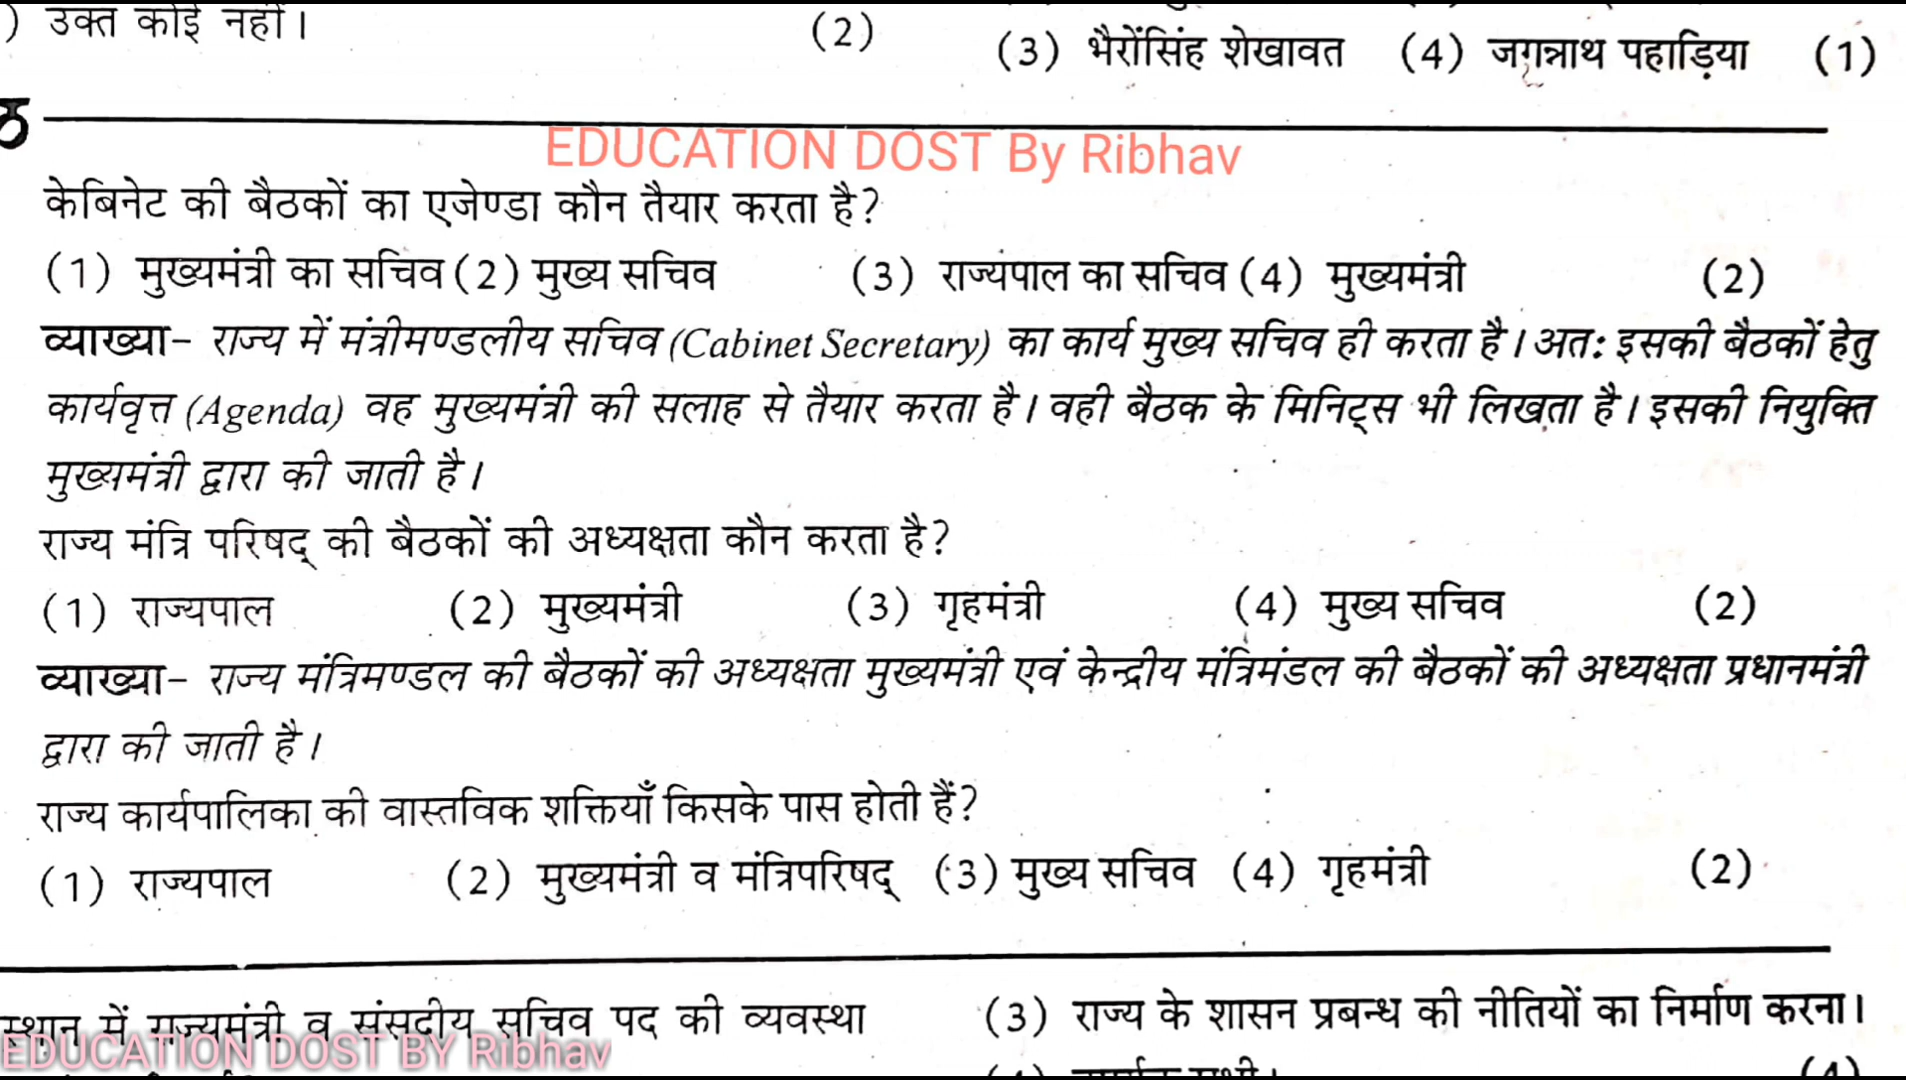 ) उक्त कोई नहीं। (2)
(3) भैरोंसिंह शेखावत (4) जगन्नाथ पहाड़िया (1)
EDUCATION DOST By Ribhav
केबिनेट की बैठकों का एजेण्डा कौन तैयार करता है?
(1) मुख्यमंत्री का सचिव (2) मुख्य सचिव (3) राज्यपाल का सचिव (4) मुख्यमंत्री (2)
व्याख्या- राज्य में मंत्रीमण्डलीय सचिव (Cabinet Secretary) का कार्य मुख्य सचिव ही करता है। अतः इसकी बैठकों हेतु
कार्यवृत्त (Agenda) वह मुख्यमंत्री की सलाह से तैयार करता है। वही बैठक के मिनिट्स भी लिखता है। इसकी नियुक्ति
मुख्यमंत्री द्वारा की जाती है।
राज्य मंत्रि परिषद् की बैठकों की अध्यक्षता कौन करता है?
(1) राज्यपाल (2) मुख्यमंत्री (3) गृहमंत्री (4) मुख्य सचिव (2)
व्याख्या- राज्य मंत्रिमण्डल की बैठकों की अध्यक्षता मुख्यमंत्री एवं केन्द्रीय मंत्रिमंडल की बैठकों की अध्यक्षता प्रधानमंत्री
द्वारा की जाती है।
राज्य कार्यपालिका की वास्तविक शक्तियाँ किसके पास होती हैं?
(1) राज्यपाल (2) मुख्यमंत्री व मंत्रिपरिषद् (3) मुख्य सचिव (4) गृहमंत्री (2)
स्थान में राज्यमंत्री व संसदीय सचिव पद की व्यवस्था
(3) राज्य के शासन प्रबन्ध की नीतियों का निर्माण करना।
EDUCATION DOST BY Ribhav